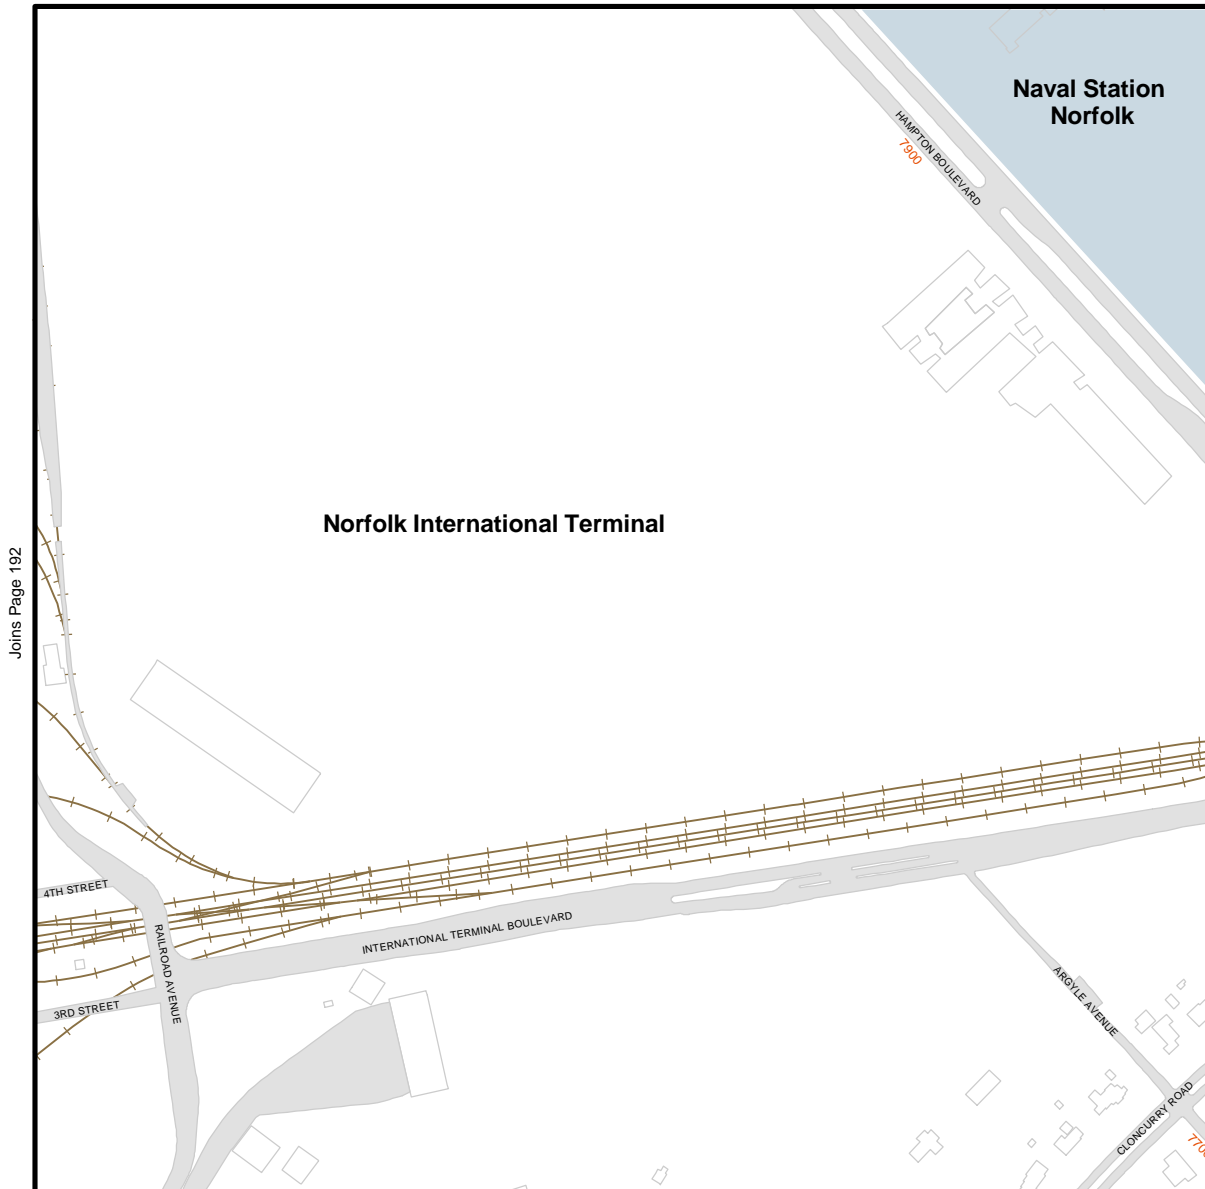 Naval Station
Norfolk
HAMPTON BOULEVARD
7900
Norfolk International Terminal
Joins Page 192
4TH STREET
RAILROAD AVENUE
INTERNATIONAL TERMINAL BOULEVARD
3RD STREET
ARGYLE AVENUE
CLONCURRY ROAD